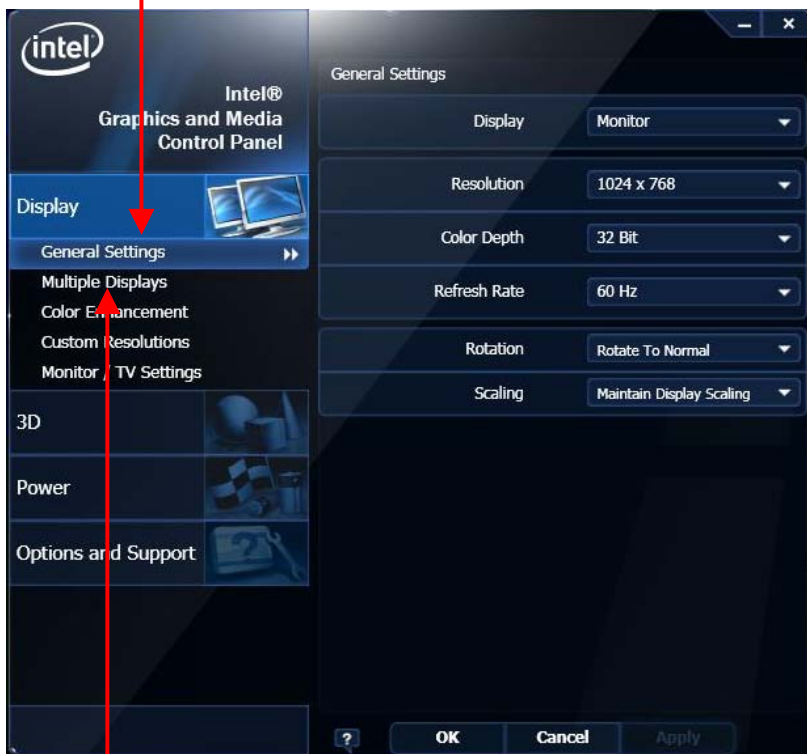 intel
Intel®
Graphics and Media
Control Panel
Display
General Settings
Multiple Displays
Color Enhancement
Custom Resolutions
Monitor / TV Settings
3D
Power
Options and Support
General Settings
Display Monitor
Resolution 1024 x 768
Color Depth 32 Bit
Refresh Rate 60 Hz
Rotation Rotate To Normal
Scaling Maintain Display Scaling
? OK Cancel Apply